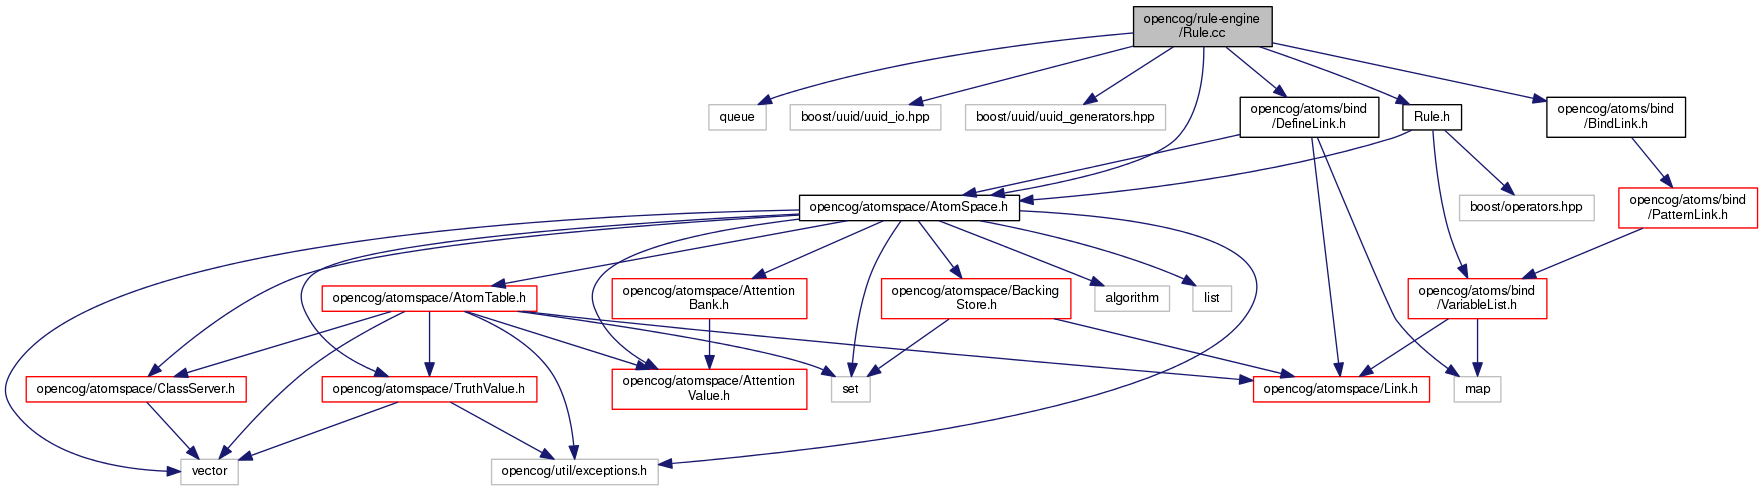 opencog/rule-engine
/Rule.cc
queue
boost/uuid/uuid_io.hpp
boost/uuid/uuid_generators.hpp
opencog/atoms/bind
/DefineLink.h
Rule.h
opencog/atoms/bind
/BindLink.h
opencog/atomspace/AtomSpace.h
boost/operators.hpp
opencog/atoms/bind
/PatternLink.h
opencog/atomspace/AtomTable.h
opencog/atomspace/Attention
Bank.h
opencog/atomspace/Backing
Store.h
algorithm
list
opencog/atoms/bind
/VariableList.h
opencog/atomspace/ClassServer.h
opencog/atomspace/TruthValue.h
opencog/atomspace/Attention
Value.h
set
opencog/atomspace/Link.h
map
vector
opencog/util/exceptions.h